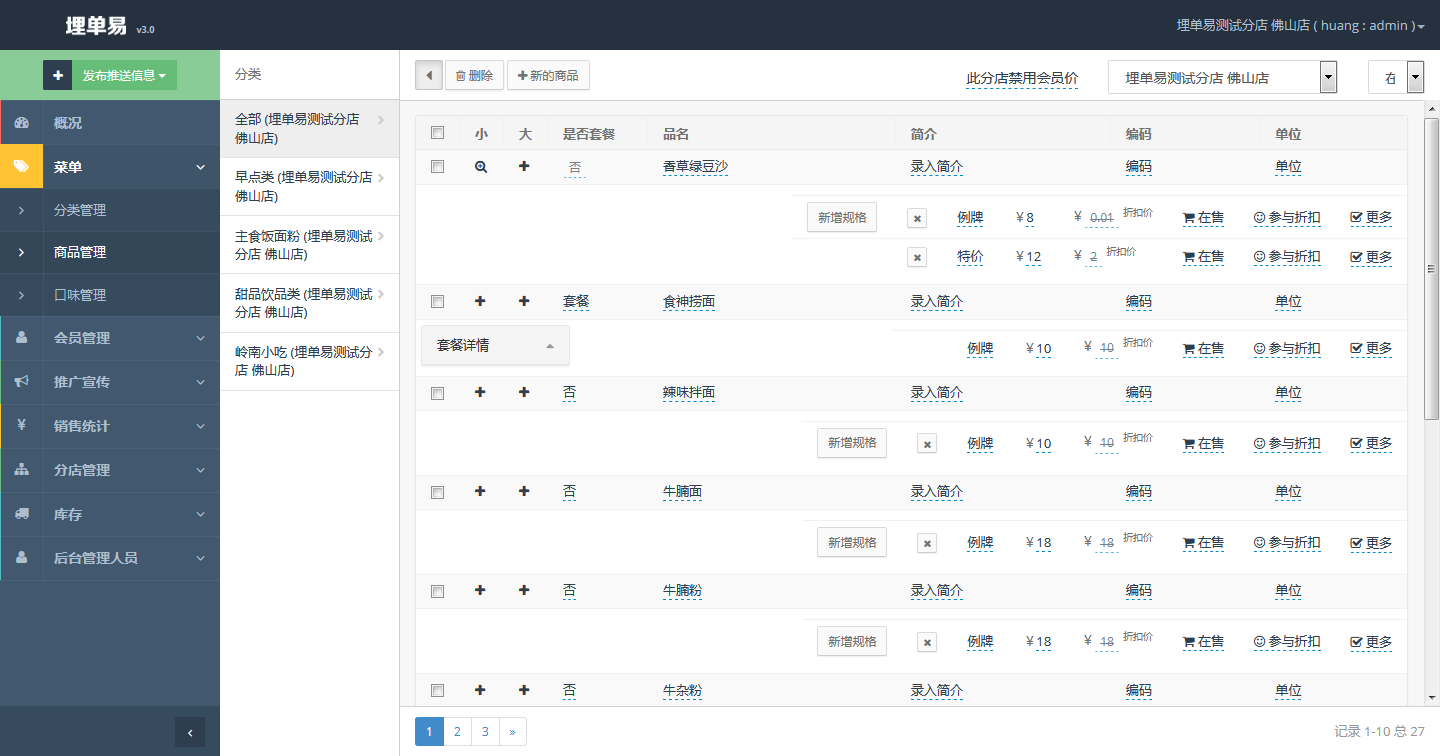 埋单易 v3.0
埋单易测试分店 佛山店 ( huang : admin )
发布推送信息
概况
菜单
分类管理
商品管理
口味管理
会员管理
推广宣传
¥ 销售统计
分店管理
库存
后台管理人员
分类
全部 (埋单易测试分店
佛山店)
早点类 (埋单易测试分店
佛山店)
主食饭面粉 (埋单易测试
分店 佛山店)
甜品饮品类 (埋单易测试
分店 佛山店)
岭南小吃 (埋单易测试分
店 佛山店)
删除 新的商品 此分店禁用会员价 埋单易测试分店 佛山店 在
小 大 是否套餐 品名 简介 编码 单位
否 香草绿豆沙 录入简介 编码 单位
新增规格 例牌 ¥ 8 ¥ 0.01 折扣价 在售 参与折扣 更多
特价 ¥ 12 ¥ 2 折扣价 在售 参与折扣 更多
套餐 食神捞面 录入简介 编码 单位
套餐详情 例牌 ¥ 10 ¥ 10 折扣价 在售 参与折扣 更多
否 辣味拌面 录入简介 编码 单位
新增规格 例牌 ¥ 10 ¥ 10 折扣价 在售 参与折扣 更多
否 牛腩面 录入简介 编码 单位
新增规格 例牌 ¥ 18 ¥ 18 折扣价 在售 参与折扣 更多
否 牛腩粉 录入简介 编码 单位
新增规格 例牌 ¥ 18 ¥ 18 折扣价 在售 参与折扣 更多
否 牛杂粉 录入简介 编码 单位
1 2 3 » 记录 1-10 总 27